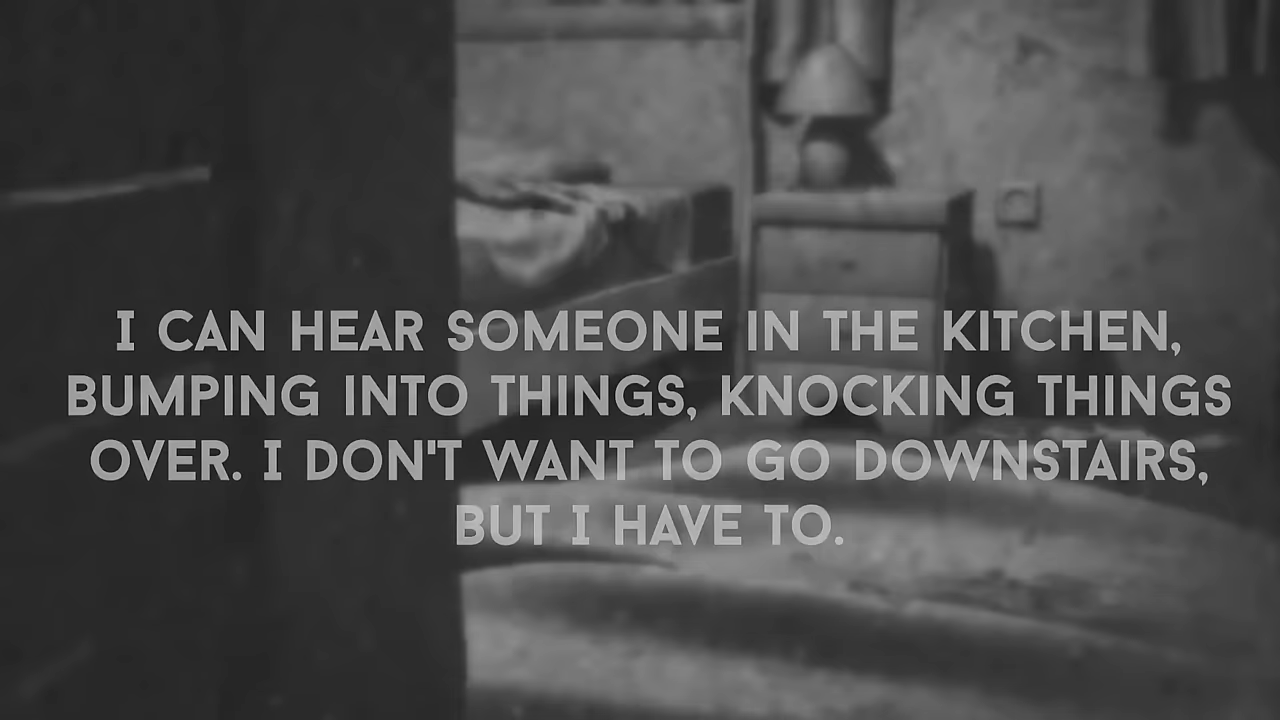 I CAN HEAR SOMEONE IN THE KITCHEN,
BUMPING INTO THINGS, KNOCKING THINGS
OVER. I DON'T WANT TO GO DOWNSTAIRS,
BUT I HAVE TO.